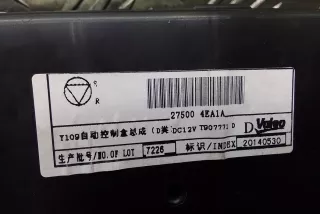 S
R
27500 4EA1A
Y109自动控制盒总成（D类 DC12V T907771 D
D Valeo
生产批号/NO.OF LOT 7226 标识/INDEX 20140530